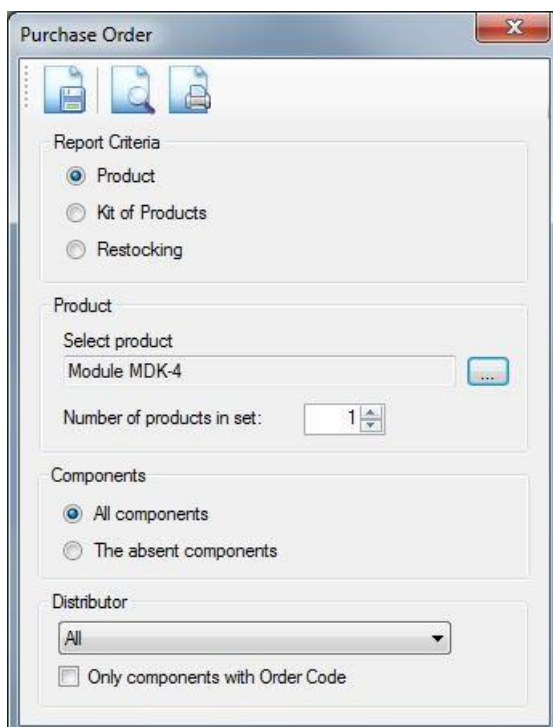 Purchase Order
Report Criteria
Product
Kit of Products
Restocking
Product
Select product
Module MDK-4
...
Number of products in set: 1
Components
All components
The absent components
Distributor
All
Only components with Order Code